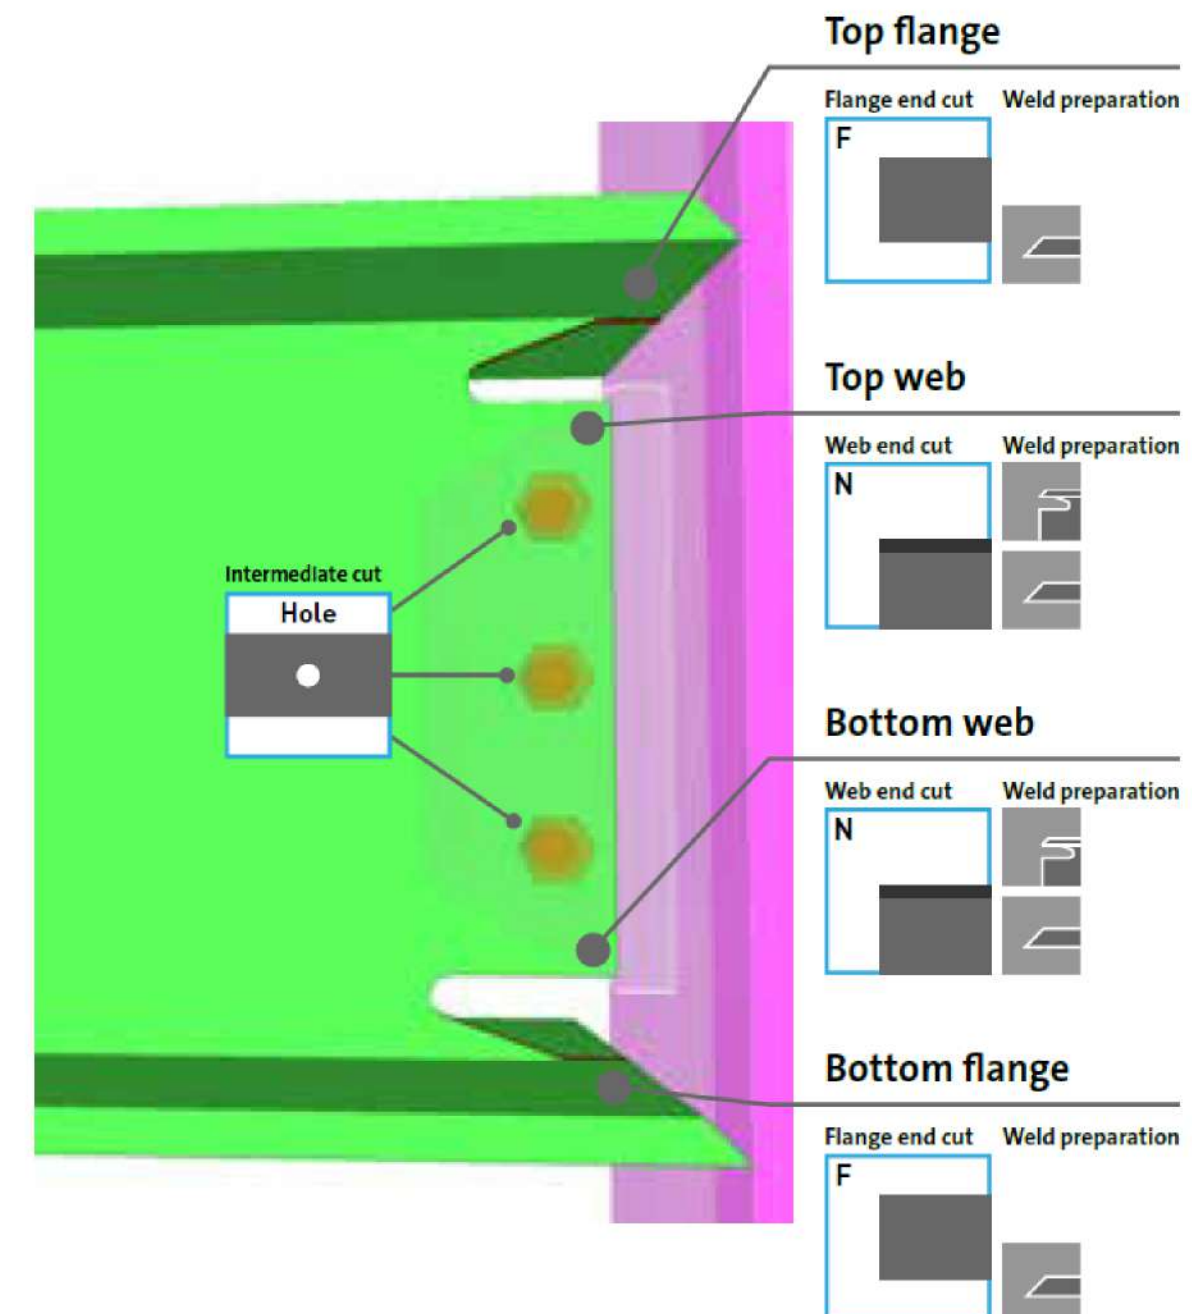 Top flange
Flange end cut Weld preparation
F
Top web
Web end cut Weld preparation
N
Intermediate cut
Hole
Bottom web
Web end cut Weld preparation
N
Bottom flange
Flange end cut Weld preparation
F